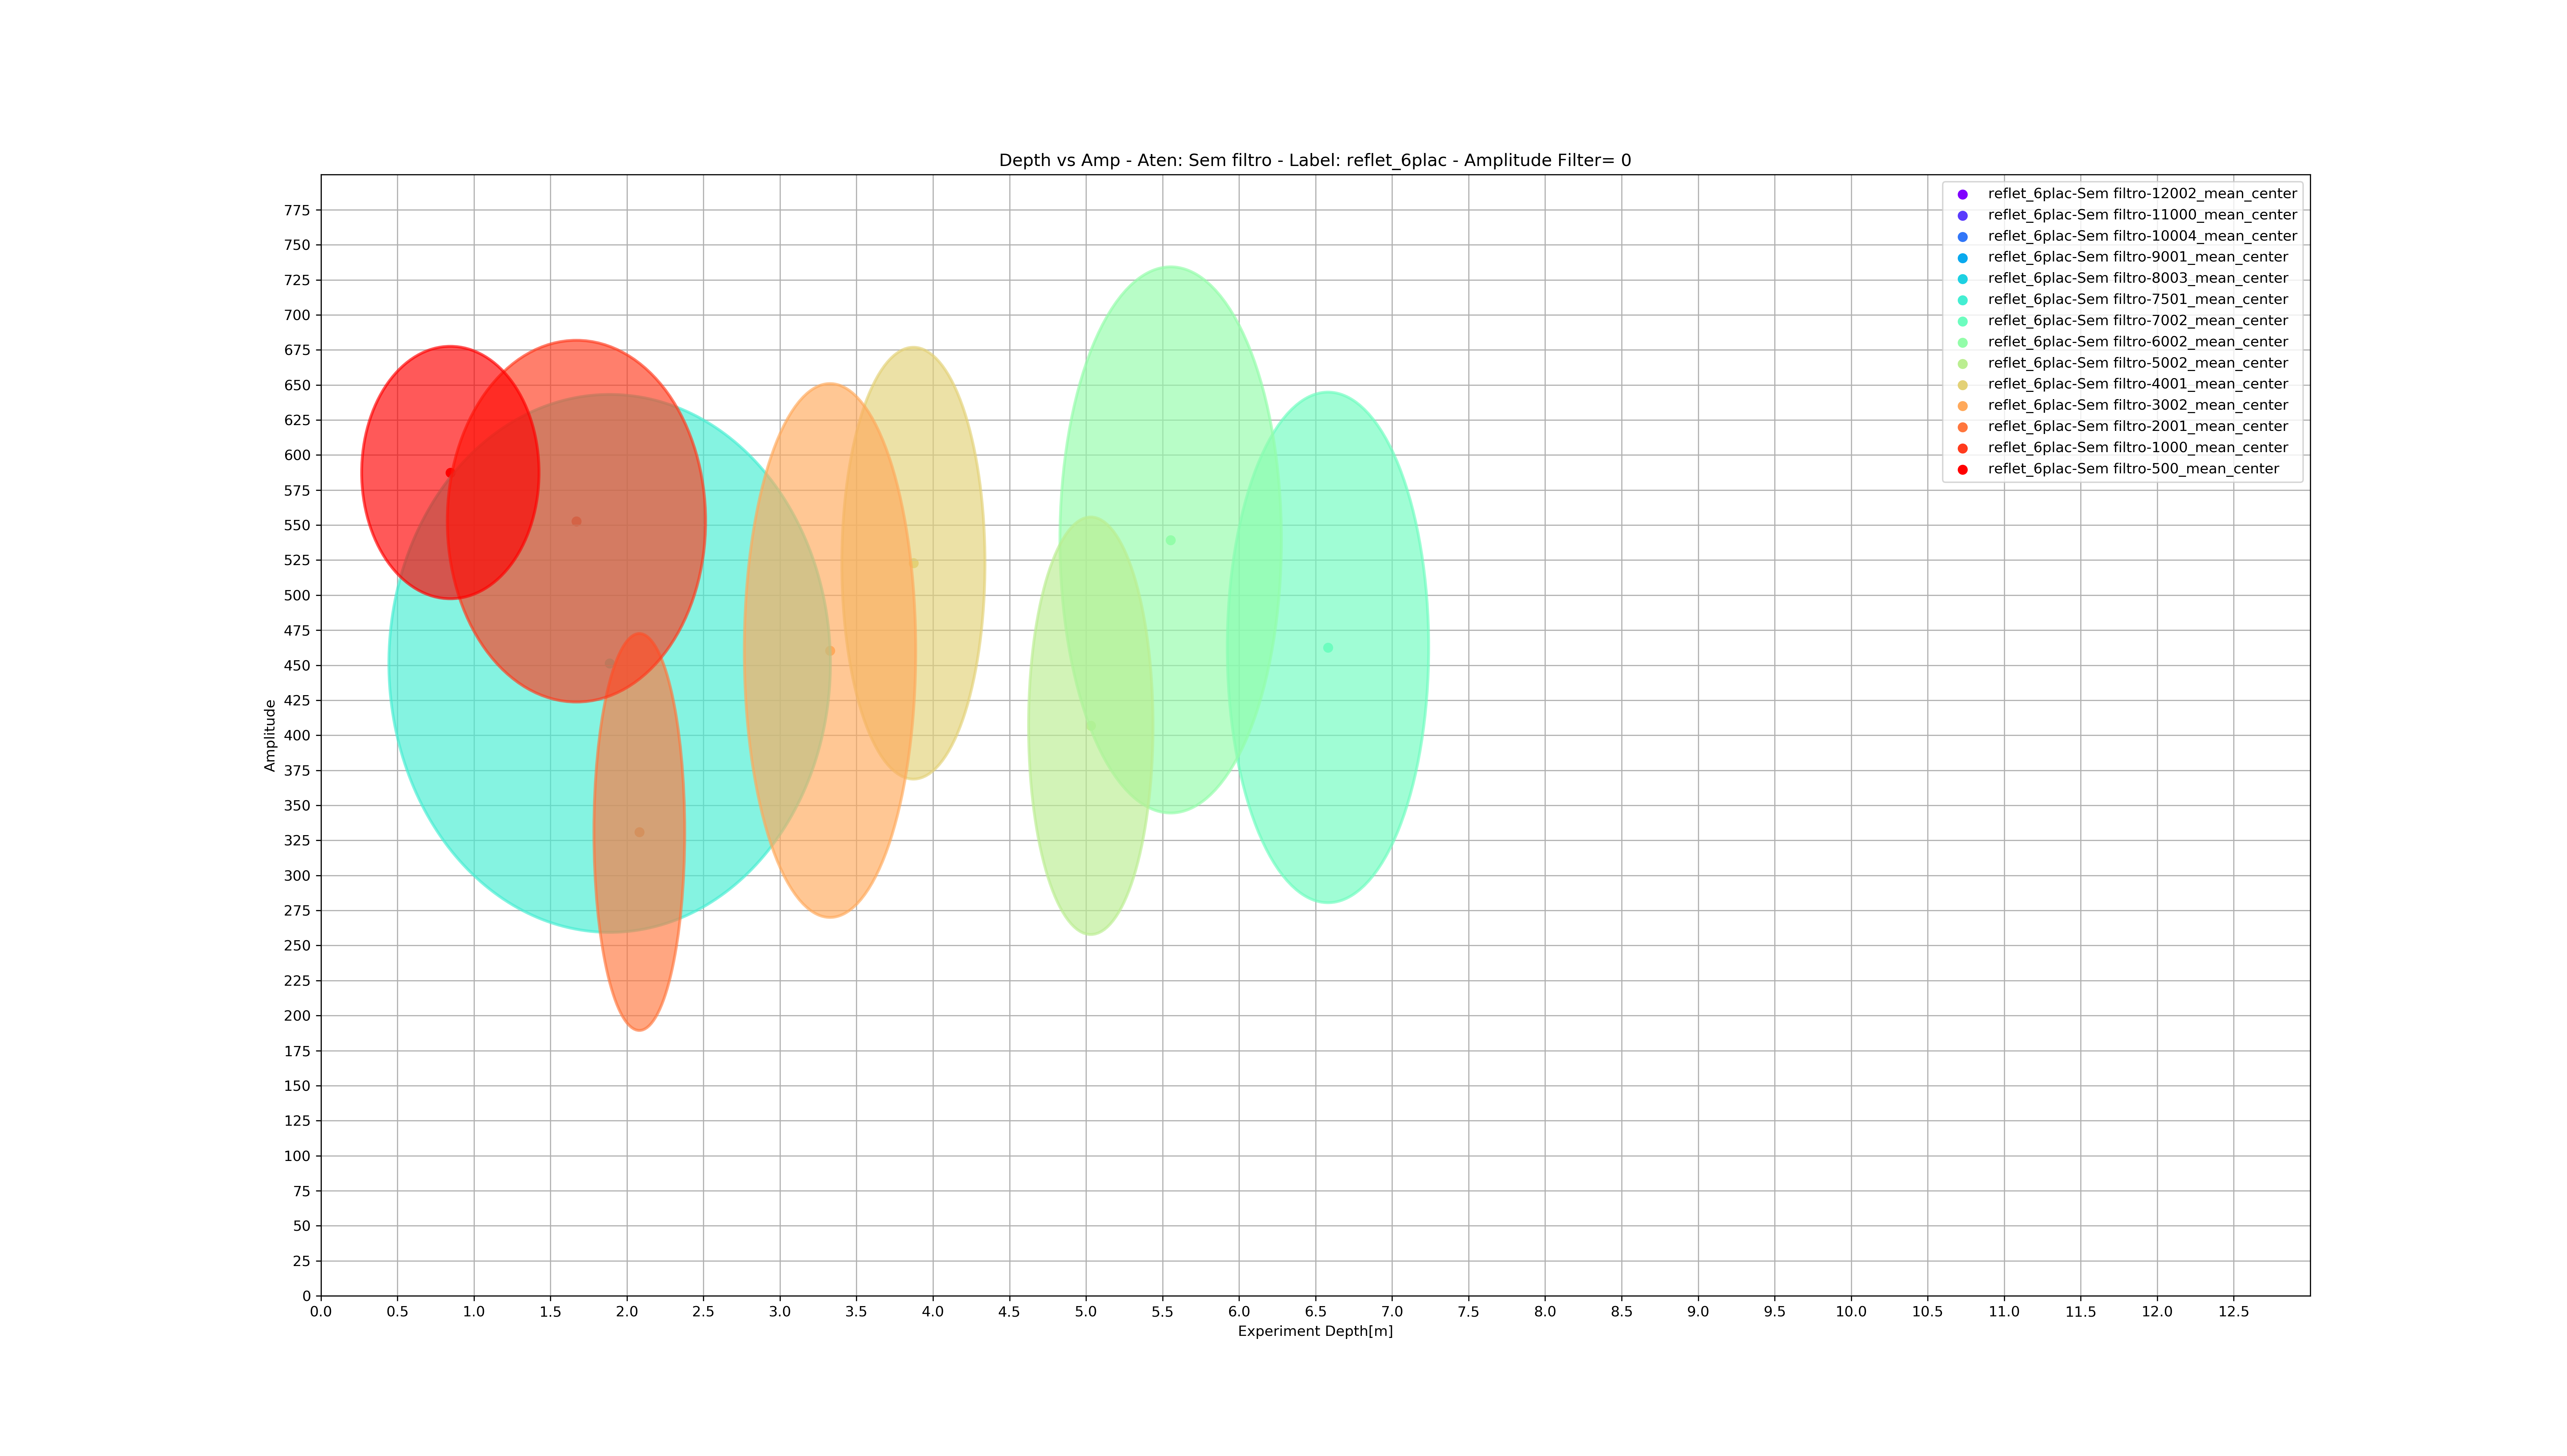 Depth vs Amp - Aten: Sem filtro - Label: reflet_6plac - Amplitude Filter= 0
reflet_6plac-Sem filtro-12002_mean_center
reflet_6plac-Sem filtro-11000_mean_center
reflet_6plac-Sem filtro-10004_mean_center
reflet_6plac-Sem filtro-9001_mean_center
reflet_6plac-Sem filtro-8003_mean_center
reflet_6plac-Sem filtro-7501_mean_center
reflet_6plac-Sem filtro-7002_mean_center
reflet_6plac-Sem filtro-6002_mean_center
reflet_6plac-Sem filtro-5002_mean_center
reflet_6plac-Sem filtro-4001_mean_center
reflet_6plac-Sem filtro-3002_mean_center
reflet_6plac-Sem filtro-2001_mean_center
reflet_6plac-Sem filtro-1000_mean_center
reflet_6plac-Sem filtro-500_mean_center
Amplitude
775
750
725
700
675
650
625
600
575
550
525
500
475
450
425
400
375
350
325
300
275
250
225
200
175
150
125
100
75
50
25
0
0.0 0.5 1.0 1.5 2.0 2.5 3.0 3.5 4.0 4.5 5.0 5.5 6.0 6.5 7.0 7.5 8.0 8.5 9.0 9.5 10.0 10.5 11.0 11.5 12.0 12.5
Experiment Depth[m]